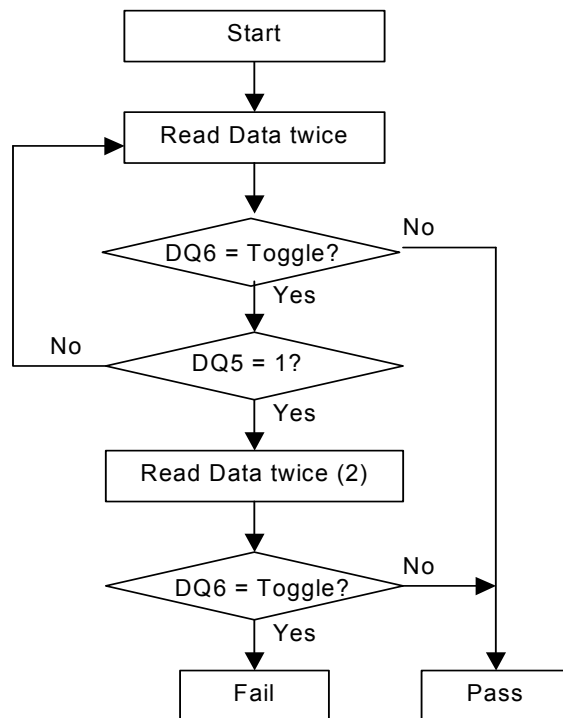 Start
Read Data twice
DQ6 = Toggle?
No
Yes
No
DQ5 = 1?
Yes
Read Data twice (2)
DQ6 = Toggle?
No
Yes
Fail
Pass